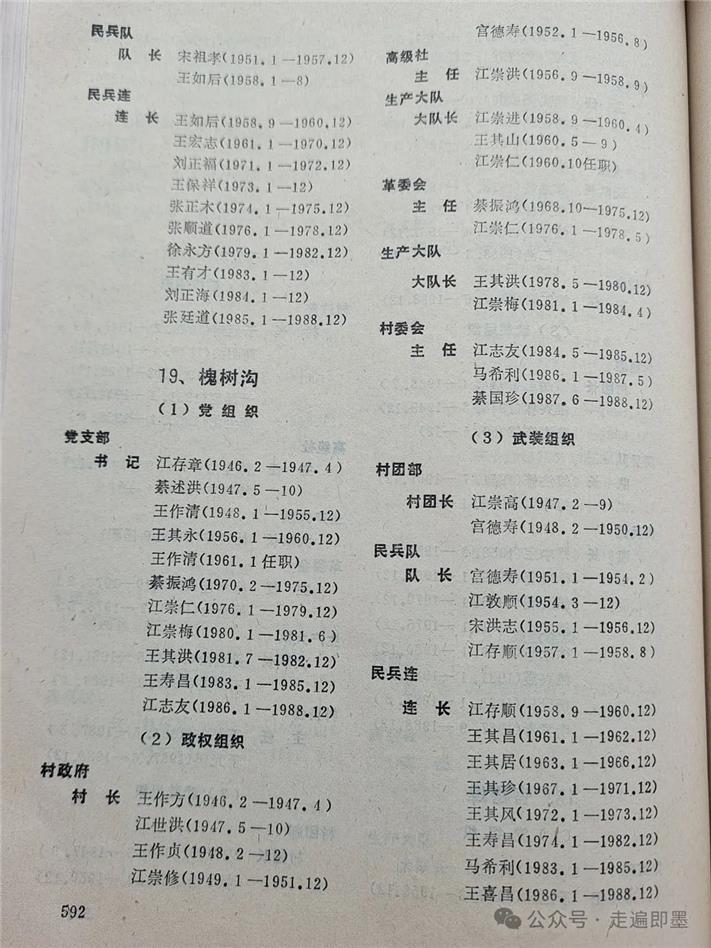 民兵队
队 长 宋祖孝(1951.1—1957.12)
王如后(1958.1—8)
民兵连
连 长 王如后(1958.9—1960.12)
王宏志(1961.1—1970.12)
刘正福(1971.1—1972.12)
王保祥(1973.1—12)
张正木(1974.1—1975.12)
张顺道(1976.1—1978.12)
徐永方(1979.1—1982.12)
王有才(1983.1—12)
刘正海(1984.1—12)
张廷道(1985.1—1988.12)
19、槐树沟
(1)党组织
党支部
书 记 江存章(1946.2—1947.4)
綦述洪(1947.5—10)
王作清(1948.1—1955.12)
王其永(1956.1—1960.12)
王作清(1961.1任职)
綦振鸿(1970.2—1975.12)
江崇仁(1976.1—1979.12)
江崇梅(1980.1—1981.6)
王其洪(1981.7—1982.12)
王寿昌(1983.1—1985.12)
江志友(1986.1—1988.12)
(2)政权组织
村政府
村 长 王作方(1946.2—1947.4)
江世洪(1947.5—10)
王作贞(1948.2—12)
江崇修(1949.1—1951.12)
592
宫德寿(1952.1—1956.8)
高级社
主 任 江崇洪(1956.9—1958.9)
生产大队
大队长 江崇进(1958.9—1960.4)
王其山(1960.5—9)
江崇仁(1960.10任职)
革委会
主 任 綦振鸿(1968.10—1975.12)
江崇仁(1976.1—1978.5)
生产大队
大队长 王其洪(1978.5—1980.12)
江崇梅(1981.1—1984.4)
村委会
主 任 江志友(1984.5—1985.12)
马希利(1986.1—1987.5)
綦国珍(1987.6—1988.12)
(3)武装组织
村团部
村团长 江崇高(1947.2—9)
宫德寿(1948.2—1950.12)
民兵队
队 长 宫德寿(1951.1—1954.2)
江敦顺(1954.3—12)
宋洪志(1955.1—1956.12)
江存顺(1957.1—1958.8)
民兵连
连 长 江存顺(1958.9—1960.12)
王其昌(1961.1—1962.12)
王其居(1963.1—1966.12)
王其珍(1967.1—1971.12)
王其风(1972.1—1973.12)
王寿昌(1974.1—1982.12)
马希利(1983.1—1985.12)
王喜昌(1986.1—1988.12)
公众号·走遍即墨